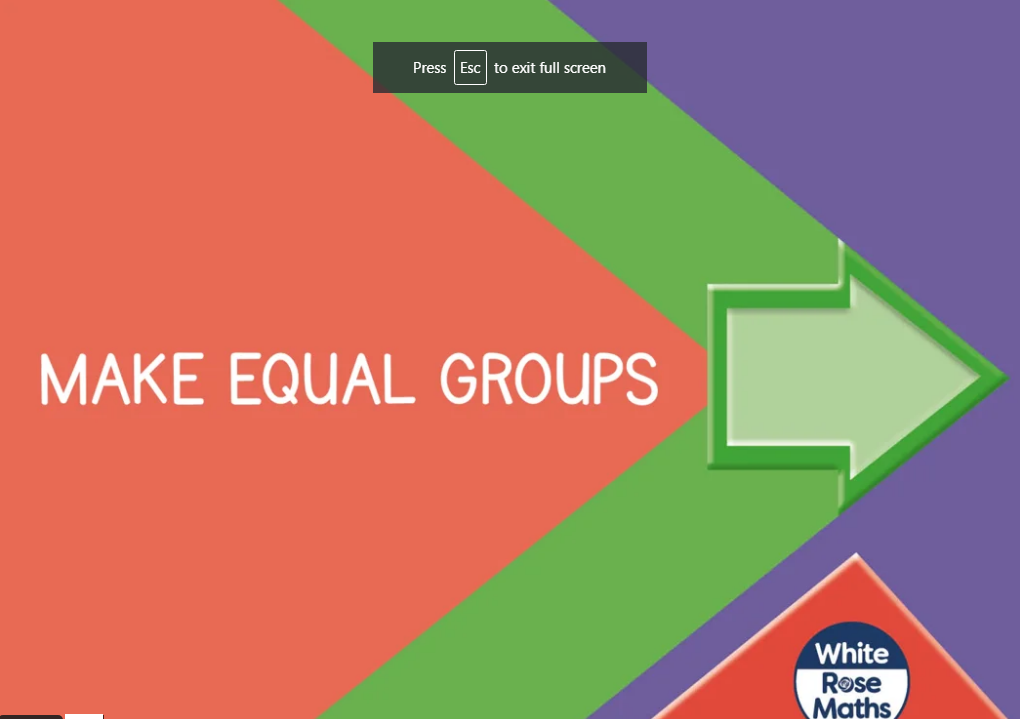 Press Esc to exit full screen
MAKE EQUAL GROUPS
White
Rose
Maths